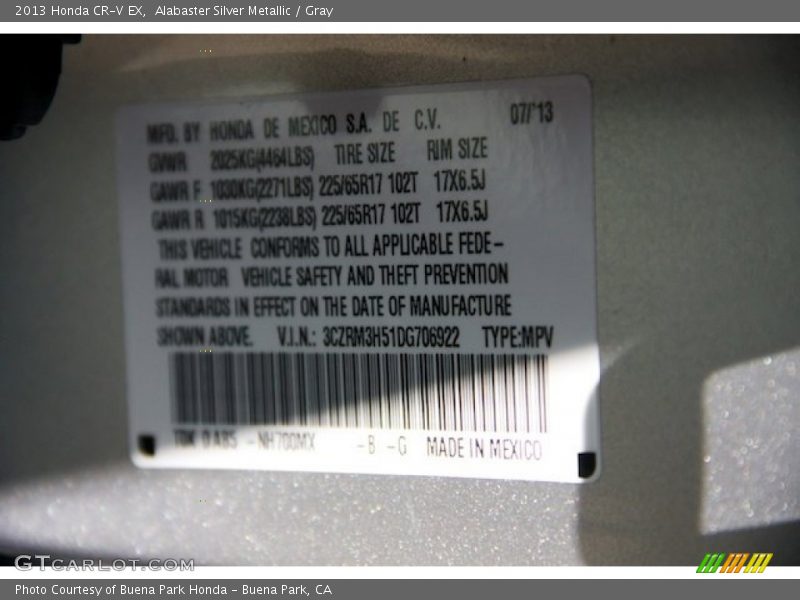 2013 Honda CR-V EX,  Alabaster Silver Metallic / Gray
MFD. BY HONDA DE MEXICO S.A. DE C.V. 07/'13
GVWR 2025KG(4464LBS) TIRE SIZE RIM SIZE
GAWR F 1030KG(2271LBS) 225/65R17 102T 17X6.5J
GAWR R 1015KG(2238LBS) 225/65R17 102T 17X6.5J
THIS VEHICLE CONFORMS TO ALL APPLICABLE FEDE-
RAL MOTOR VEHICLE SAFETY AND THEFT PREVENTION
STANDARDS IN EFFECT ON THE DATE OF MANUFACTURE
SHOWN ABOVE. V.I.N.: 3CZRM3H51DG706922 TYPE:MPV
-NH700MX -B -G MADE IN MEXICO
GTCARLOT.COM
Photo Courtesy of Buena Park Honda - Buena Park, CA